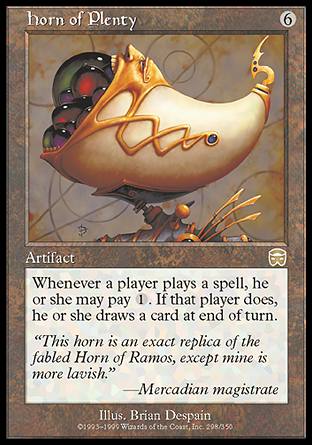 Horn of Plenty 6
Artifact
Whenever a player plays a spell, he
or she may pay 1. If that player does,
he or she draws a card at end of turn.
“This horn is an exact replica of the
fabled Horn of Ramos, except mine is
more lavish.”
—Mercadian magistrate
Illus. Brian Despain
©1993–1999 Wizards of the Coast, Inc. 298/350